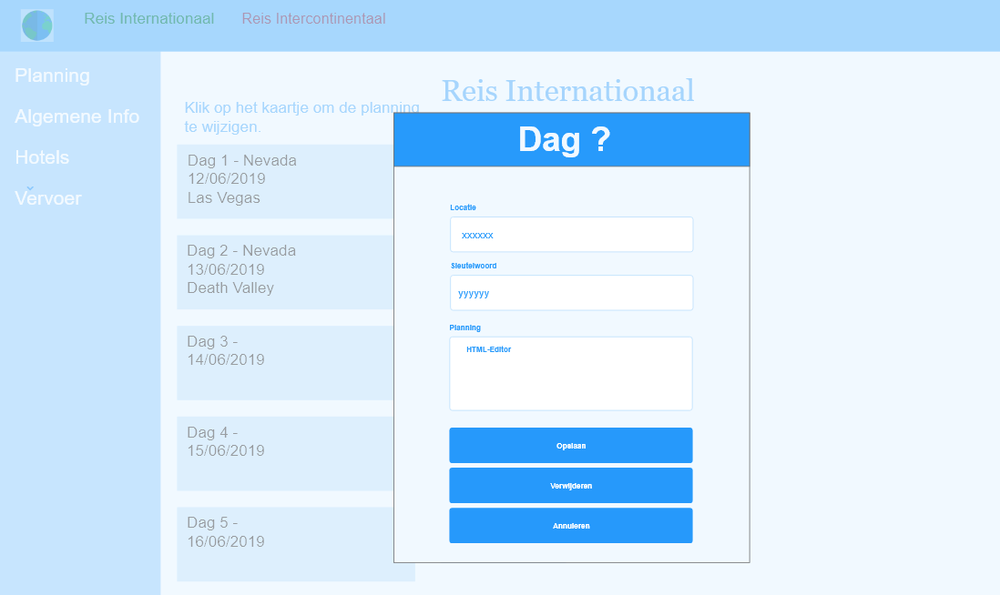 Reis Internationaal
Reis Intercontinentaal
Planning
Algemene Info
Hotels
Vervoer
Reis Internationaal
Klik op het kaartje om de planning
te wijzigen.
Dag 1 - Nevada
12/06/2019
Las Vegas
Dag 2 - Nevada
13/06/2019
Death Valley
Dag 3 -
14/06/2019
Dag 4 -
15/06/2019
Dag 5 -
16/06/2019
Dag ?
Locatie
xxxxxx
Sleutelwoord
yyyyyy
Planning
HTML-Editor
Opslaan
Verwijderen
Annuleren